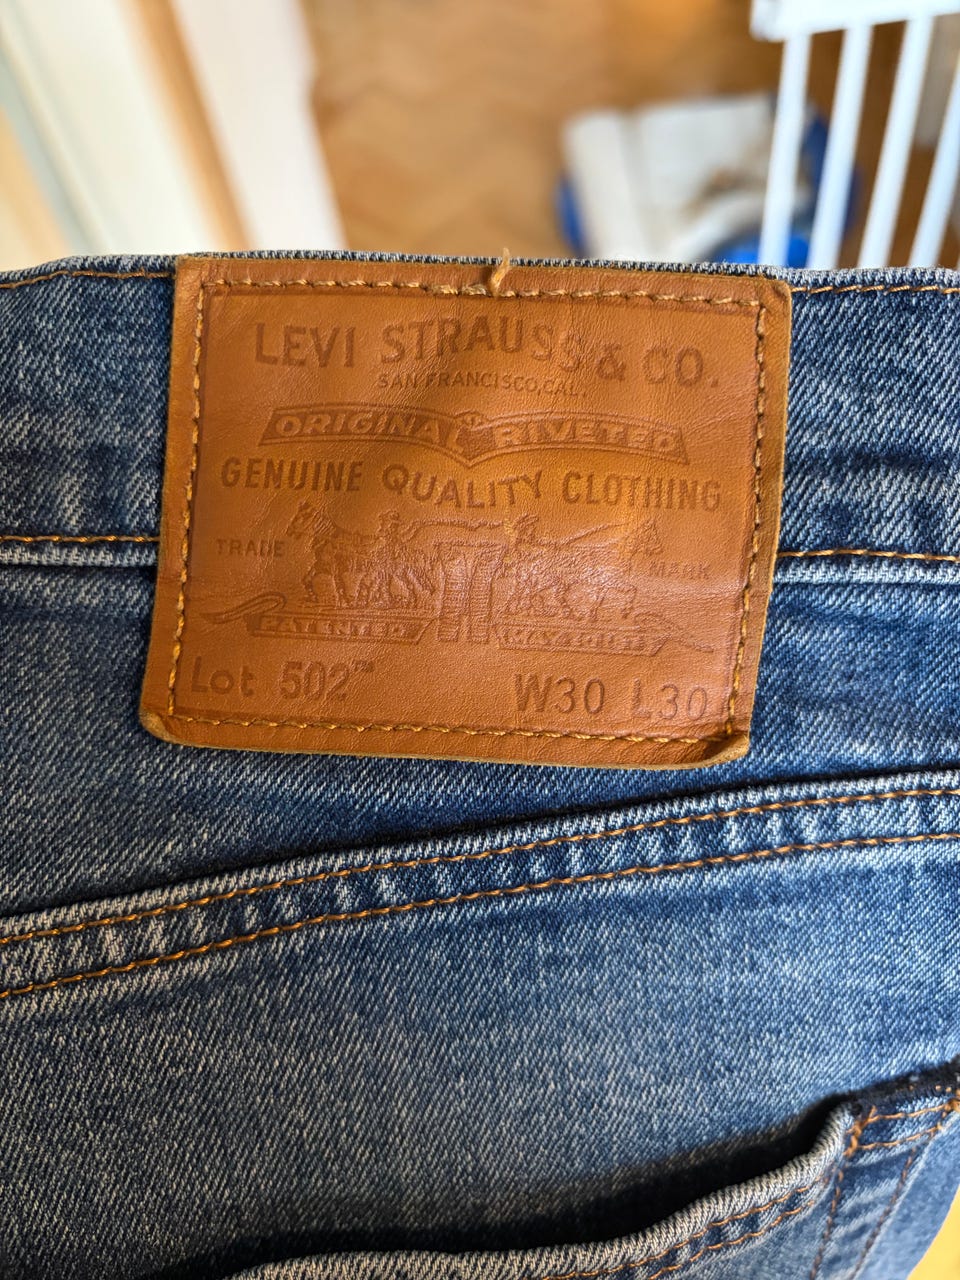 LEVI STRAUSS & CO.
SAN FRANCISCO, CAL.
ORIGINAL RIVETED
GENUINE QUALITY CLOTHING
TRADE MARK
PATENTED MAY 20 1873
Lot 502™ W30 L30